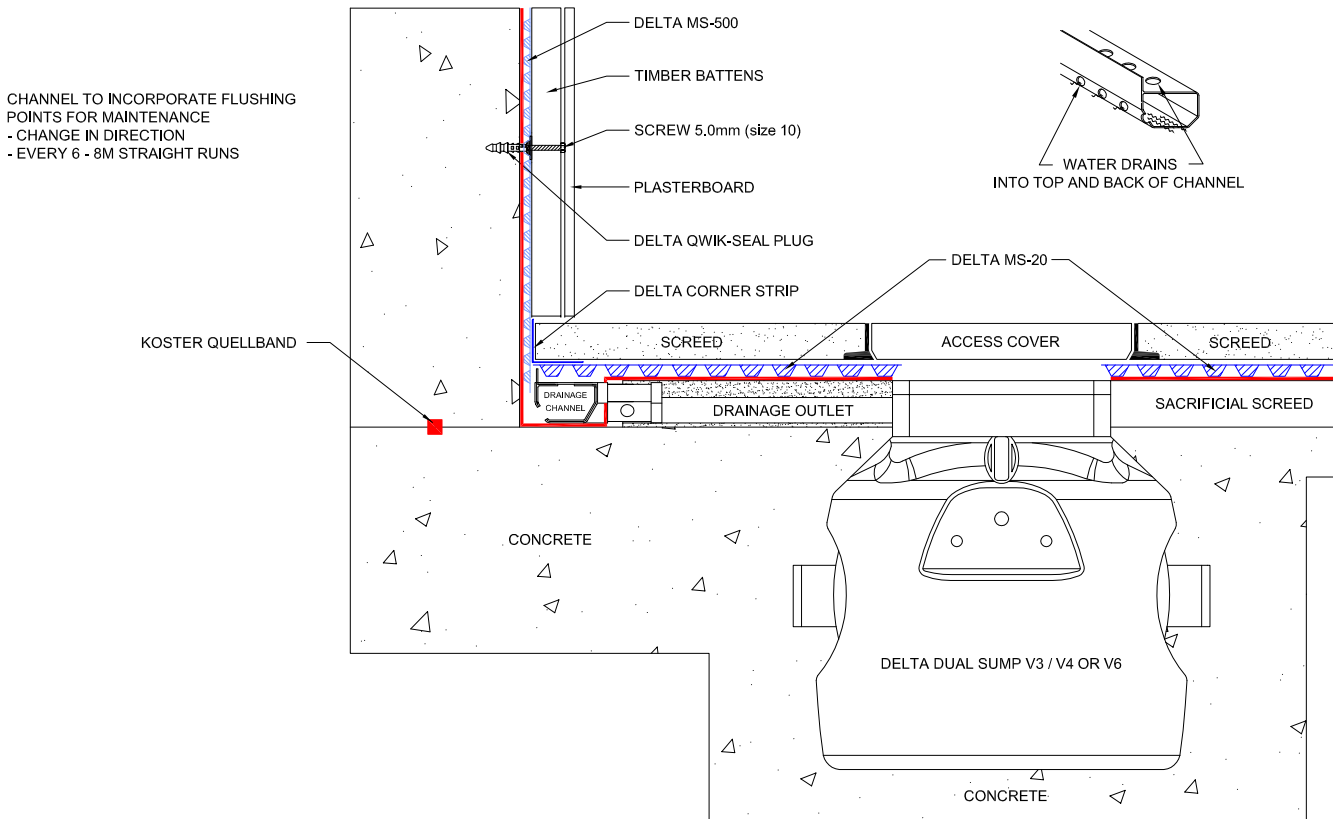 DELTA MS-500
TIMBER BATTENS
SCREW 5.0mm (size 10)
PLASTERBOARD
DELTA QWIK-SEAL PLUG
DELTA CORNER STRIP
CHANNEL TO INCORPORATE FLUSHING
POINTS FOR MAINTENANCE
- CHANGE IN DIRECTION
- EVERY 6 - 8M STRAIGHT RUNS
WATER DRAINS
INTO TOP AND BACK OF CHANNEL
DELTA MS-20
KOSTER QUELLBAND
SCREED
ACCESS COVER
SCREED
DRAINAGE
CHANNEL
DRAINAGE OUTLET
SACRIFICIAL SCREED
CONCRETE
DELTA DUAL SUMP V3 / V4 OR V6
CONCRETE